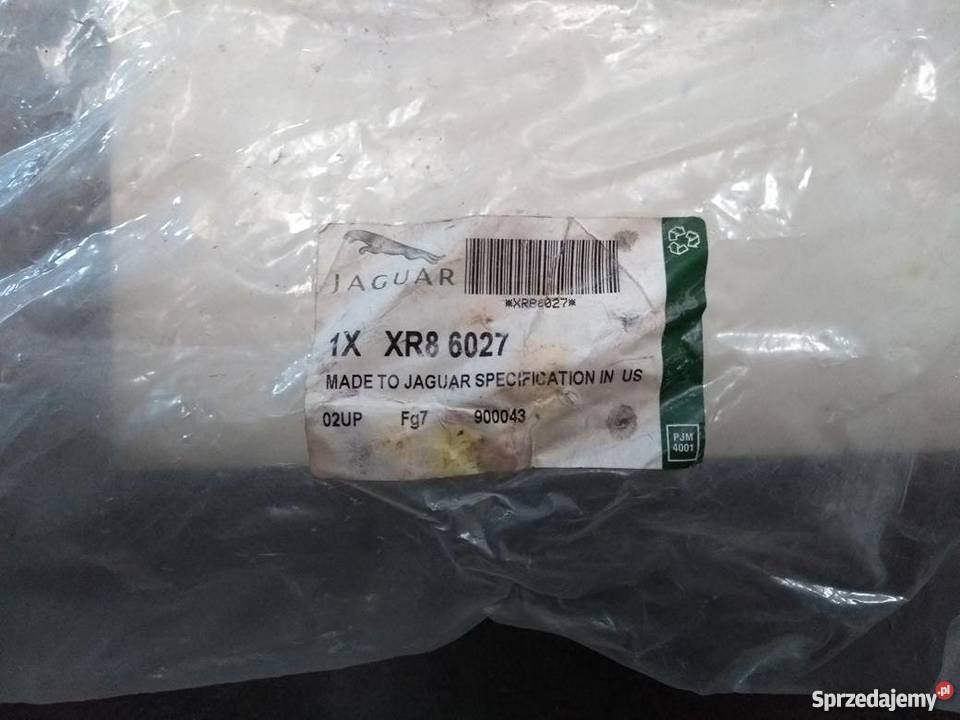 JAGUAR
*XR86027*
1X XR8 6027
MADE TO JAGUAR SPECIFICATION IN US
02UP Fg7 900043
PJM
4001
Sprzedajemy.pl